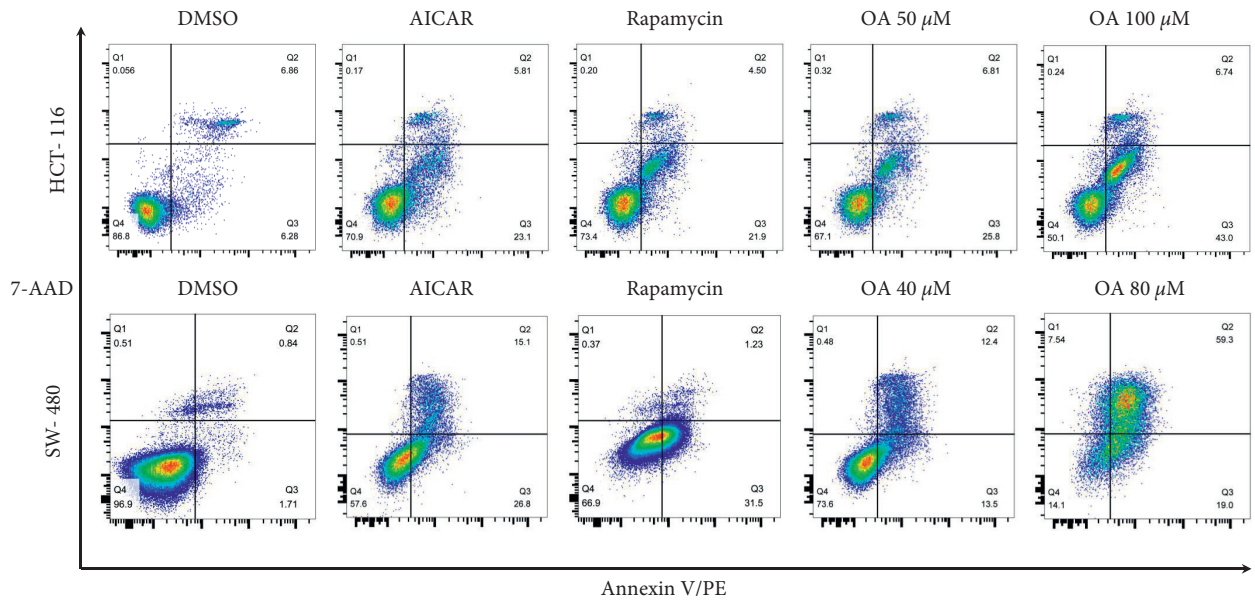 DMSO AICAR Rapamycin OA 50 μM OA 100 μM
HCT- 116
Q1 Q2 Q1 Q2 Q1 Q2 Q1 Q2 Q1 Q2
0.056 6.86 0.17 5.81 0.20 4.50 0.32 6.81 0.24 6.74
Q4 Q3 Q4 Q3 Q4 Q3 Q4 Q3 Q4 Q3
86.8 6.28 70.9 23.1 73.4 21.9 67.1 25.8 50.1 43.0
7-AAD
DMSO AICAR Rapamycin OA 40 μM OA 80 μM
SW- 480
Q1 Q2 Q1 Q2 Q1 Q2 Q1 Q2 Q1 Q2
0.51 0.84 0.51 15.1 0.37 1.23 0.48 12.4 7.54 59.3
Q4 Q3 Q4 Q3 Q4 Q3 Q4 Q3 Q4 Q3
96.9 1.71 57.6 26.8 66.9 31.5 73.6 13.5 14.1 19.0
Annexin V/PE